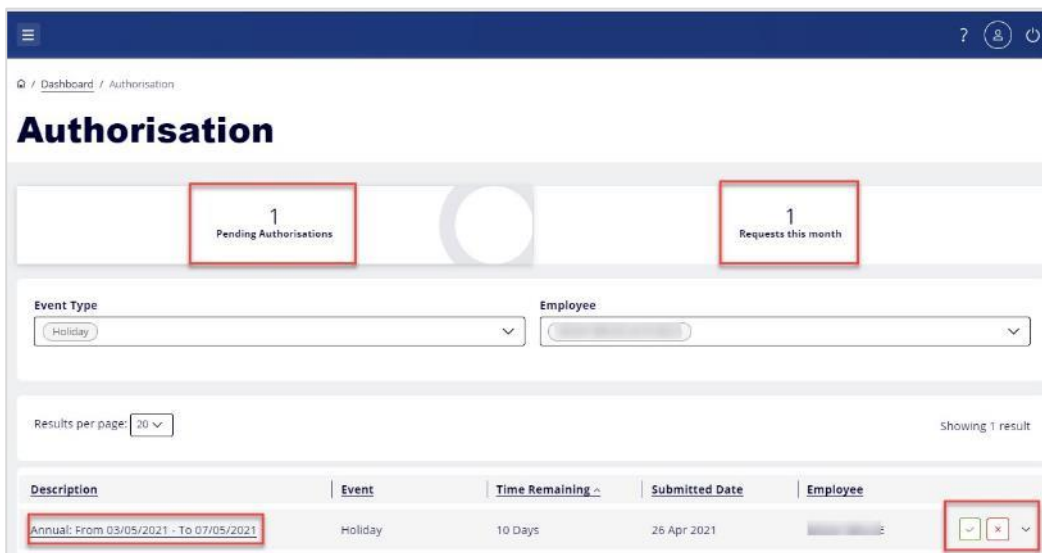 ?
/ Dashboard / Authorisation
Authorisation
1
Pending Authorisations
1
Requests this month
Event Type
Employee
Holiday
Results per page: 20
Showing 1 result
Description Event Time Remaining Submitted Date Employee
Annual: From 03/05/2021 - To 07/05/2021 Holiday 10 Days 26 Apr 2021